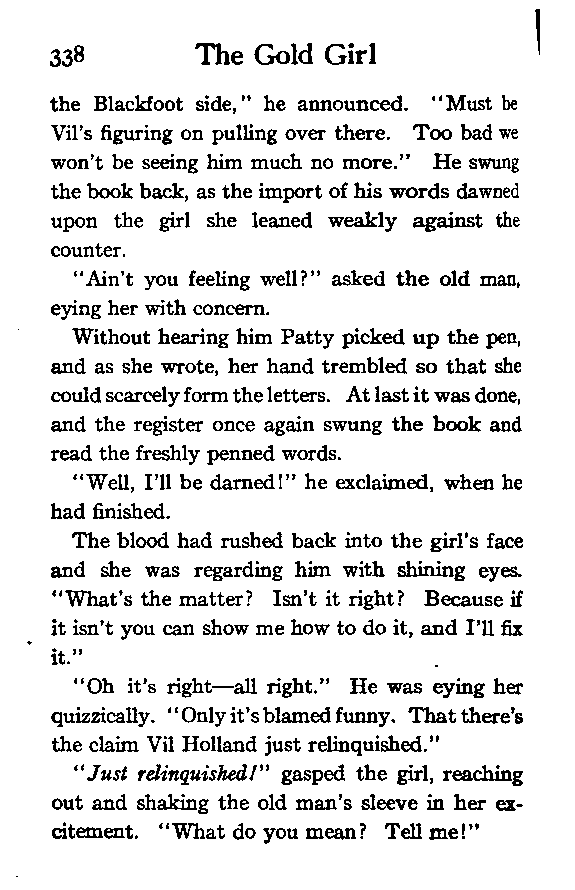 338 The Gold Girl
the Blackfoot side," he announced. "Must be
Vil's figuring on pulling over there. Too bad we
won't be seeing him much no more." He swung
the book back, as the import of his words dawned
upon the girl she leaned weakly against the
counter.
"Ain't you feeling well?" asked the old man,
eying her with concern.
Without hearing him Patty picked up the pen,
and as she wrote, her hand trembled so that she
could scarcely form the letters. At last it was done,
and the register once again swung the book and
read the freshly penned words.
"Well, I'll be darned!" he exclaimed, when he
had finished.
The blood had rushed back into the girl's face
and she was regarding him with shining eyes.
"What's the matter? Isn't it right? Because if
it isn't you can show me how to do it, and I'll fix
it."
"Oh it's right—all right." He was eying her
quizzically. "Only it's blamed funny. That there's
the claim Vil Holland just relinquished."
"Just relinquished!" gasped the girl, reaching
out and shaking the old man's sleeve in her ex-
citement. "What do you mean? Tell me!"